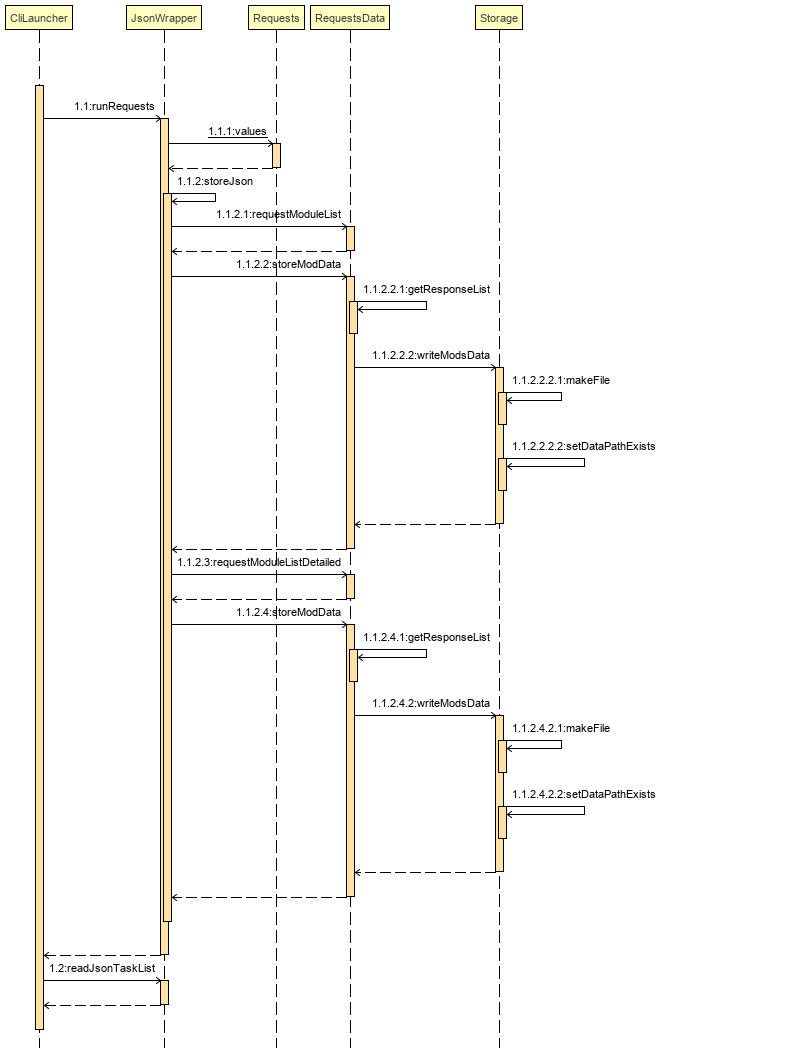 CliLauncher
JsonWrapper
Requests
RequestsData
Storage
1.1:runRequests
1.1.1:values
1.1.2:storeJson
1.1.2.1:requestModuleList
1.1.2.2:storeModData
1.1.2.2.1:getResponseList
1.1.2.2.2:writeModsData
1.1.2.2.2.1:makeFile
1.1.2.2.2.2:setDataPathExists
1.1.2.3:requestModuleListDetailed
1.1.2.4:storeModData
1.1.2.4.1:getResponseList
1.1.2.4.2:writeModsData
1.1.2.4.2.1:makeFile
1.1.2.4.2.2:setDataPathExists
1.2:readJsonTaskList